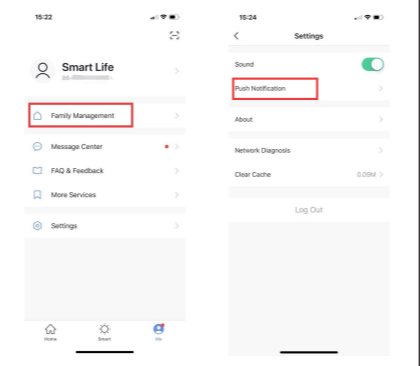 15:22
Smart Life
Family Management
Message Center
FAQ & Feedback
More Services
Settings
Home
Smart
Me
15:24
Settings
Sound
Push Notification
About
Network Diagnosis
Clear Cache
0.09M
Log Out